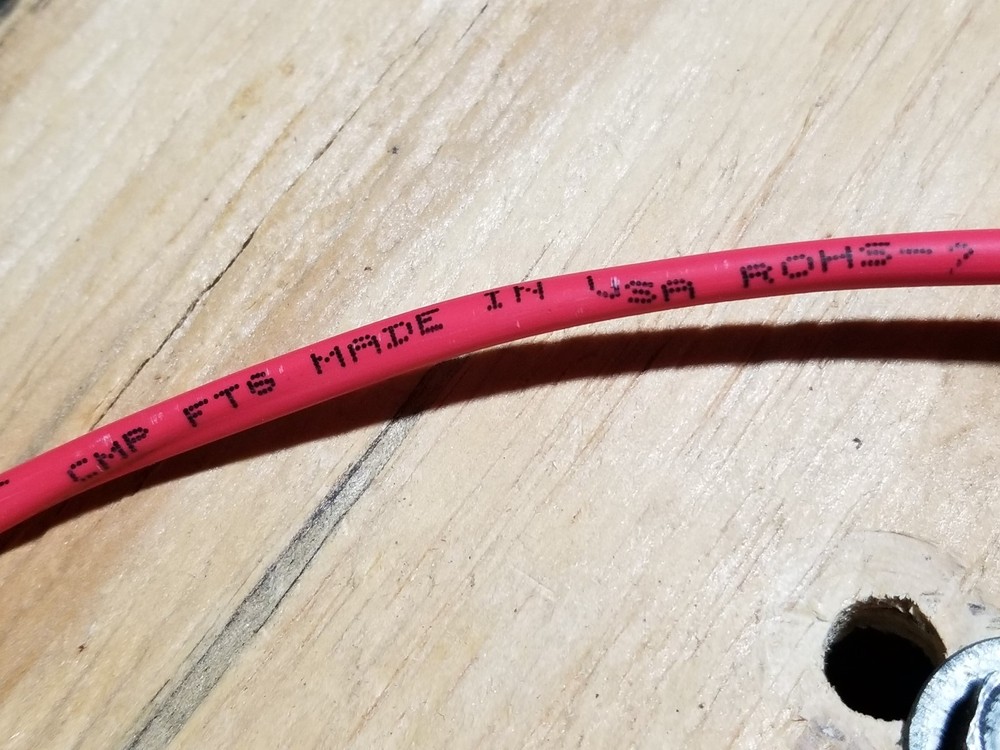 CMP FT6 MADE IN USA ROHS-